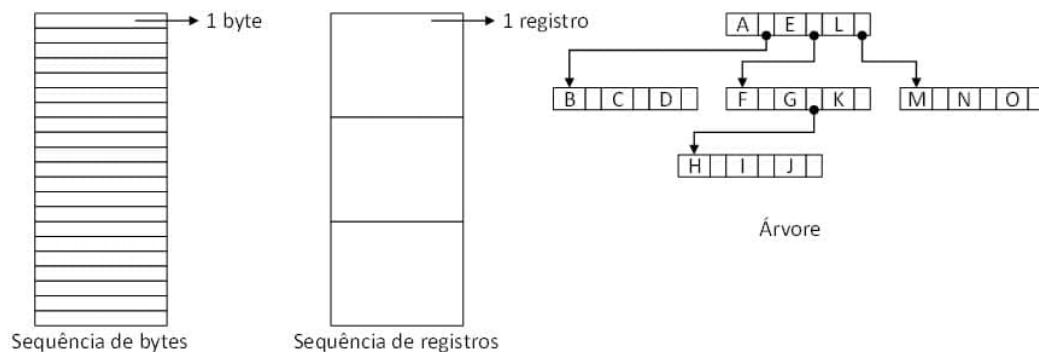 1 byte
Sequência de bytes
1 registro
Sequência de registros
A E L
B C D
F G K
M N O
H I J
Árvore